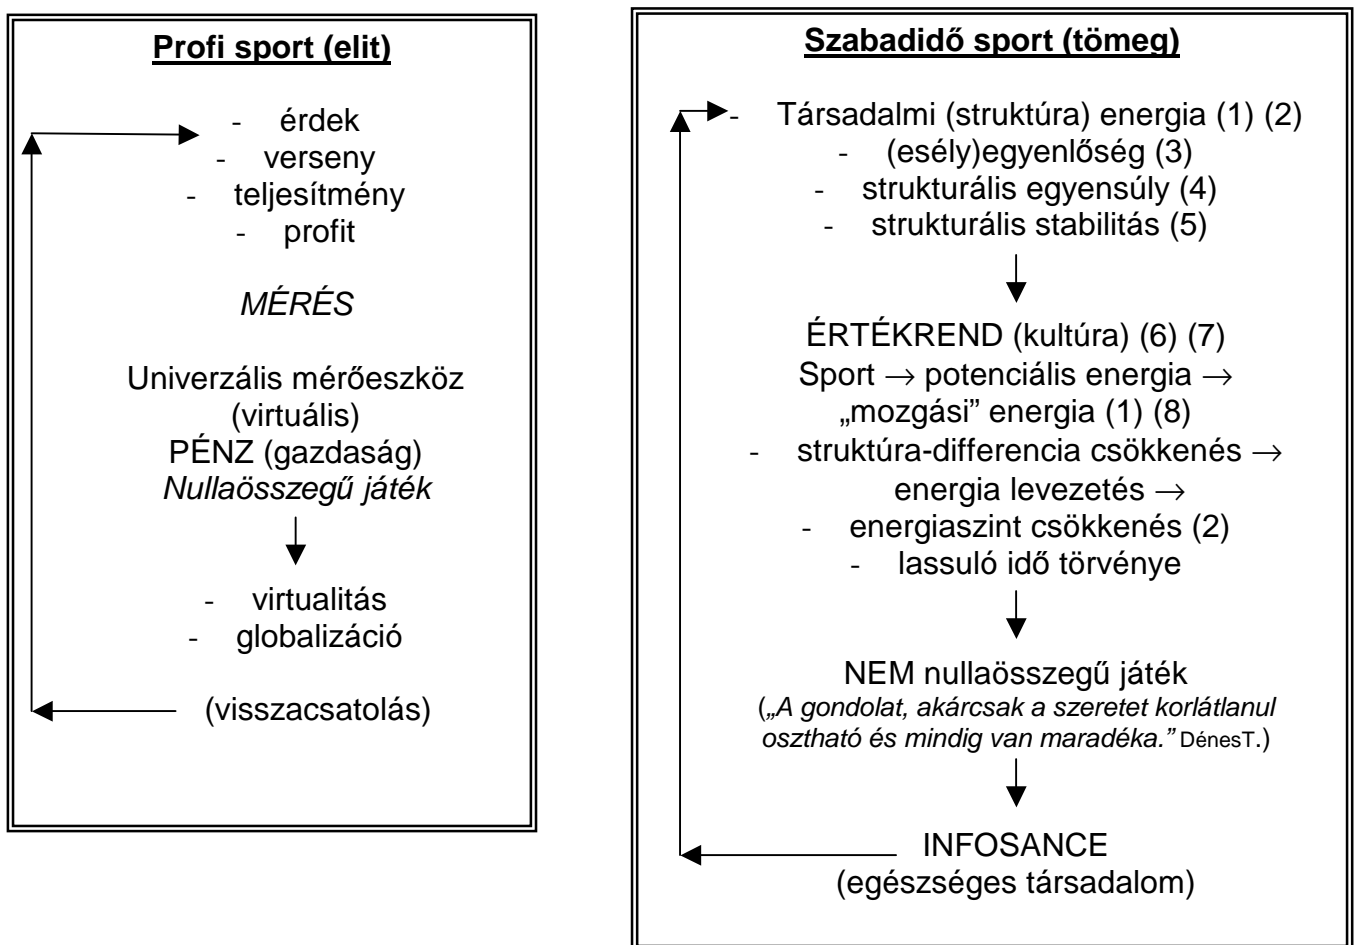 Profi sport (elit)
- érdek
- verseny
- teljesítmény
- profit
MÉRÉS
Univerzális mérőeszköz
(virtuális)
PÉNZ (gazdaság)
Nullaösszegű játék
- virtualitás
- globalizáció
(visszacsatolás)
Szabadidő sport (tömeg)
- Társadalmi (struktúra) energia (1) (2)
- (esély)egyenlőség (3)
- strukturális egyensúly (4)
- strukturális stabilitás (5)
ÉRTÉKREND (kultúra) (6) (7)
Sport → potenciális energia →
„mozgási” energia (1) (8)
- struktúra-differencia csökkenés →
energia levezetés →
- energiaszint csökkenés (2)
- lassuló idő törvénye
NEM nullaösszegű játék
(„A gondolat, akárcsak a szeretet korlátlanul
osztható és mindig van maradéka.” DénesT.)
INFOSANCE
(egészséges társadalom)